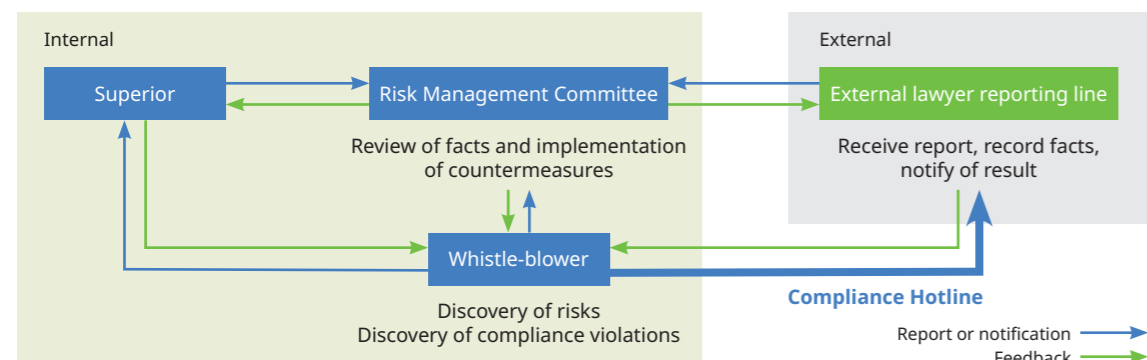 Internal
External
Superior
Risk Management Committee
External lawyer reporting line
Review of facts and implementation
of countermeasures
Receive report, record facts,
notify of result
Whistle-blower
Compliance Hotline
Discovery of risks
Discovery of compliance violations
Report or notification
Feedback